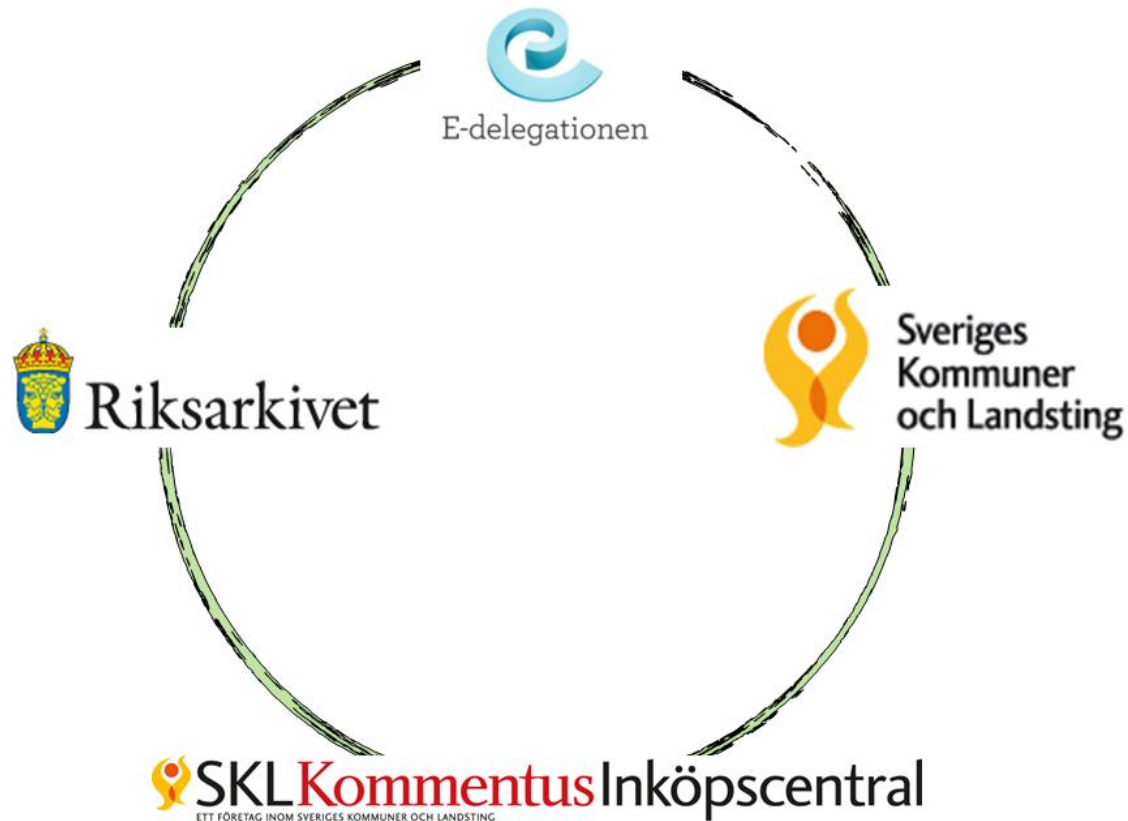 E-delegationen
Sveriges
Kommuner
och Landsting
Riksarkivet
SKLKommentusInköpscentral
ETT FÖRETAG INOM SVERIGES KOMMUNER OCH LANDSTING